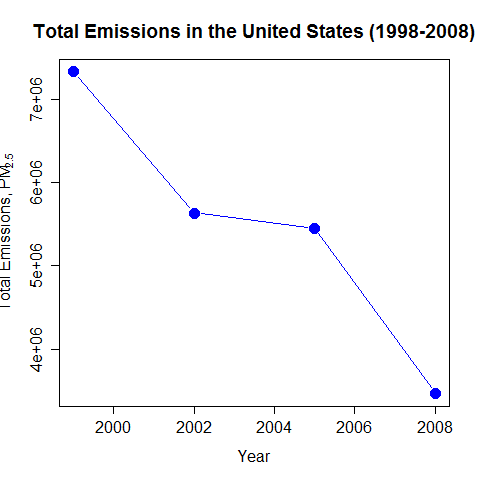 Total Emissions in the United States (1998-2008)
Total Emissions, PM2.5
7e+06
6e+06
5e+06
4e+06
2000 2002 2004 2006 2008
Year